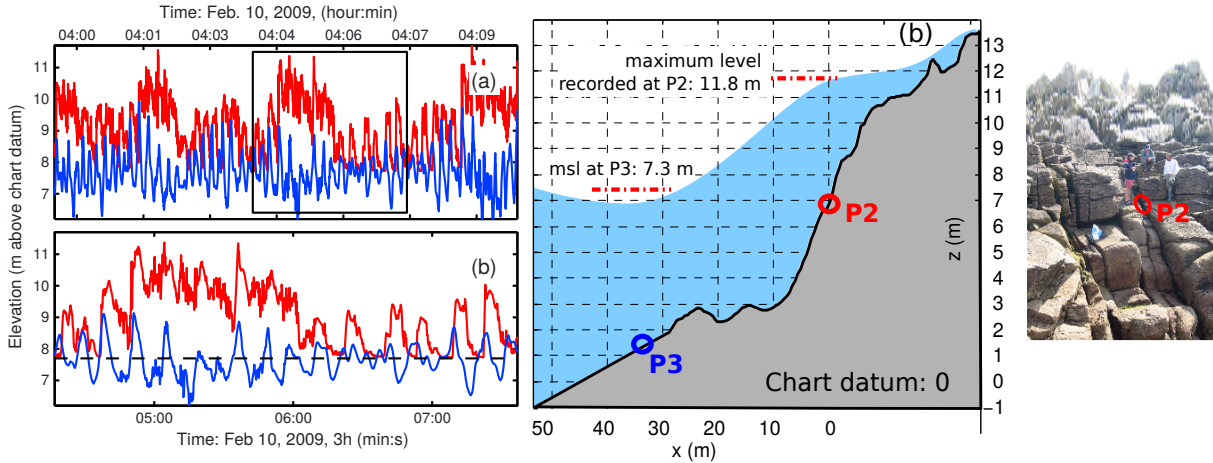 Time: Feb. 10, 2009, (hour:min)
04:00 04:01 04:03 04:04 04:06 04:07 04:09
11
10
9
8
7
(a)
Elevation (m above chart datum)
11
10
9
8
7
(b)
05:00 06:00 07:00
Time: Feb 10, 2009, 3h (min:s)
(b)
maximum level
recorded at P2: 11.8 m
msl at P3: 7.3 m
P2
P3
Chart datum: 0
13
12
11
10
9
8
7
6
5
4
3
2
1
0
−1
z (m)
50 40 30 20 10 0
x (m)
P2